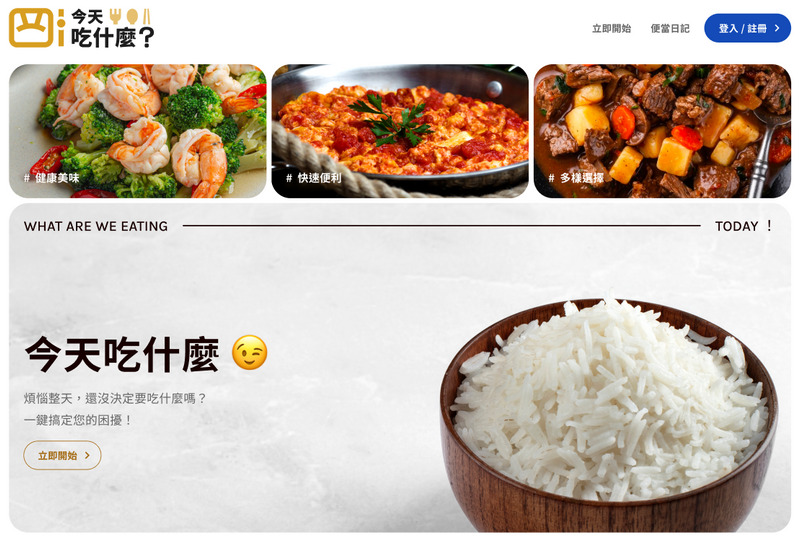 今天
吃什麼？
立即開始
便當日記
登入 / 註冊
# 健康美味
# 快速便利
# 多樣選擇
WHAT ARE WE EATING
TODAY！
今天吃什麼 😉
煩惱整天，還沒決定要吃什麼嗎？
一鍵搞定您的困擾！
立即開始